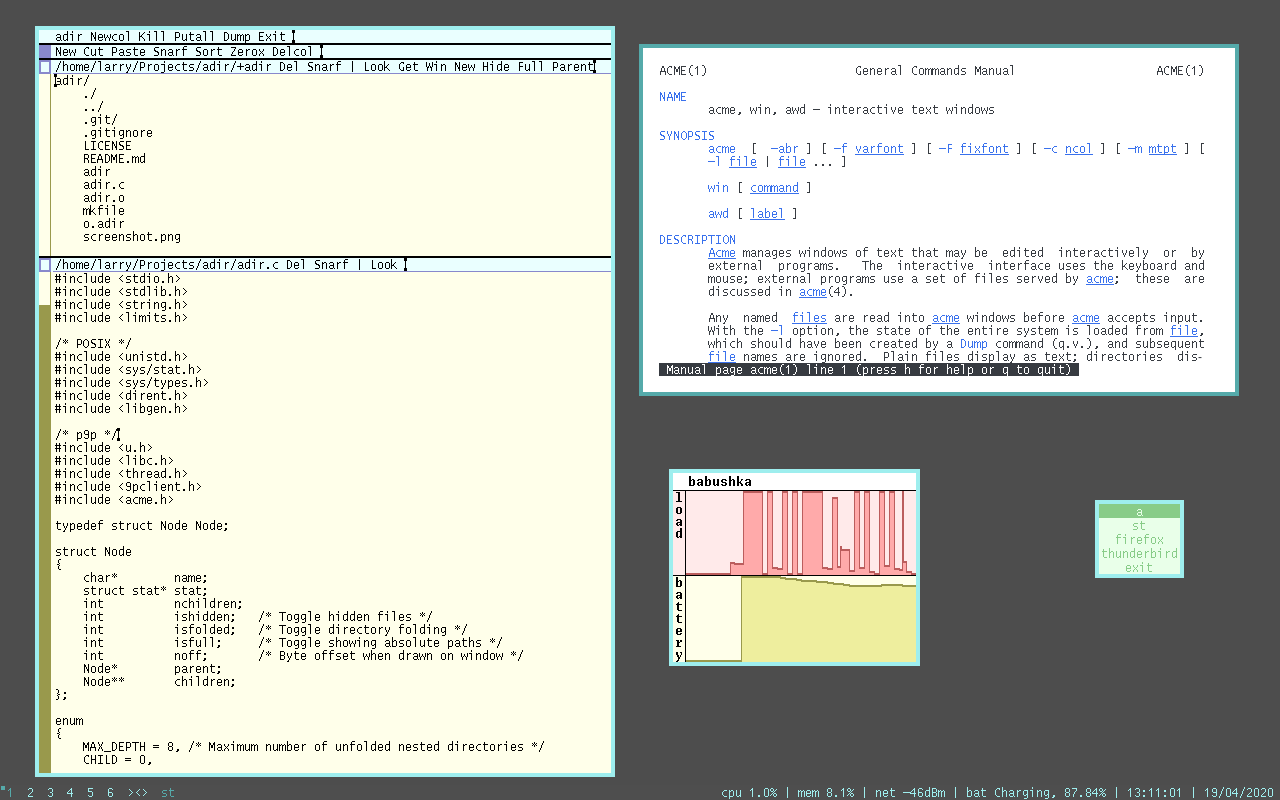 adir Newcol Kill Putall Dump Exit
New Cut Paste Snarf Sort Zerox Delcol
/home/larry/Projects/adir/+adir Del Snarf | Look Get Win New Hide Full Parent
adir/
./
../
.git/
.gitignore
LICENSE
README.md
adir
adir.c
adir.o
mkfile
o.adir
screenshot.png
/home/larry/Projects/adir/adir.c Del Snarf | Look
#include <stdio.h>
#include <stdlib.h>
#include <string.h>
#include <limits.h>
/* POSIX */
#include <unistd.h>
#include <sys/stat.h>
#include <sys/types.h>
#include <dirent.h>
#include <libgen.h>
/* p9p */
#include <u.h>
#include <libc.h>
#include <thread.h>
#include <9pclient.h>
#include <acme.h>
typedef struct Node Node;
struct Node
{
char* name;
struct stat* stat;
int nchildren;
int ishidden; /* Toggle hidden files */
int isfolded; /* Toggle directory folding */
int isfull; /* Toggle showing absolute paths */
int noff; /* Byte offset when drawn on window */
Node* parent;
Node** children;
};
enum
{
MAX_DEPTH = 8, /* Maximum number of unfolded nested directories */
CHILD = 0,
ACME(1) General Commands Manual ACME(1)
NAME
acme, win, awd – interactive text windows
SYNOPSIS
acme [ –abr ] [ –f varfont ] [ –F fixfont ] [ –c ncol ] [ –m mtpt ] [
–l file | file ... ]
win [ command ]
awd [ label ]
DESCRIPTION
Acme manages windows of text that may be edited interactively or by
external programs. The interactive interface uses the keyboard and
mouse; external programs use a set of files served by acme; these are
discussed in acme(4).
Any named files are read into acme windows before acme accepts input.
With the –l option, the state of the entire system is loaded from file,
which should have been created by a Dump command (q.v.), and subsequent
file names are ignored. Plain files display as text; directories dis-
Manual page acme(1) line 1 (press h for help or q to quit)
babushka
load
battery
a
st
firefox
thunderbird
exit
1 2 3 4 5 6 ><> st
cpu 1.0% | mem 8.1% | net –46dBm | bat Charging, 87.84% | 13:11:01 | 19/04/2020